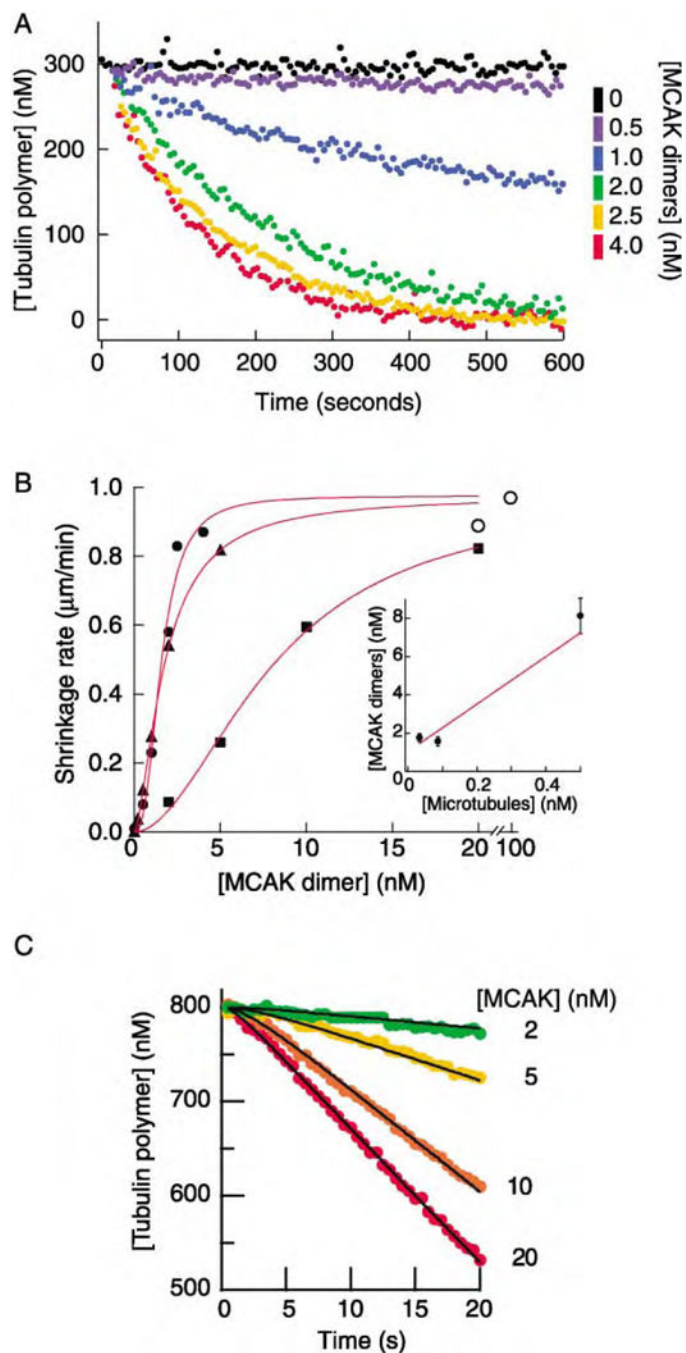 A
[Tubulin polymer] (nM)
300
200
100
0
0 100 200 300 400 500 600
Time (seconds)
0
0.5
1.0
2.0
2.5
4.0
[MCAK dimers] (nM)
B
Shrinkage rate (μm/min)
1.0
0.8
0.6
0.4
0.2
0.0
0 5 10 15 20 100
[MCAK dimer] (nM)
[MCAK dimers] (nM)
8
6
4
2
0
0 0.2 0.4
[Microtubules] (nM)
C
[Tubulin polymer] (nM)
800
700
600
500
0 5 10 15 20
Time (s)
[MCAK] (nM)
2
5
10
20